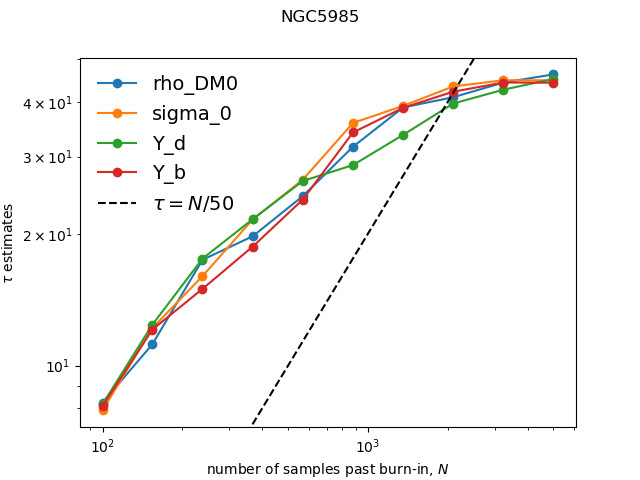 NGC5985
rho_DM0
sigma_0
Y_d
Y_b
τ = N/50
4 × 10¹
3 × 10¹
2 × 10¹
10¹
τ estimates
10² 10³
number of samples past burn-in, N